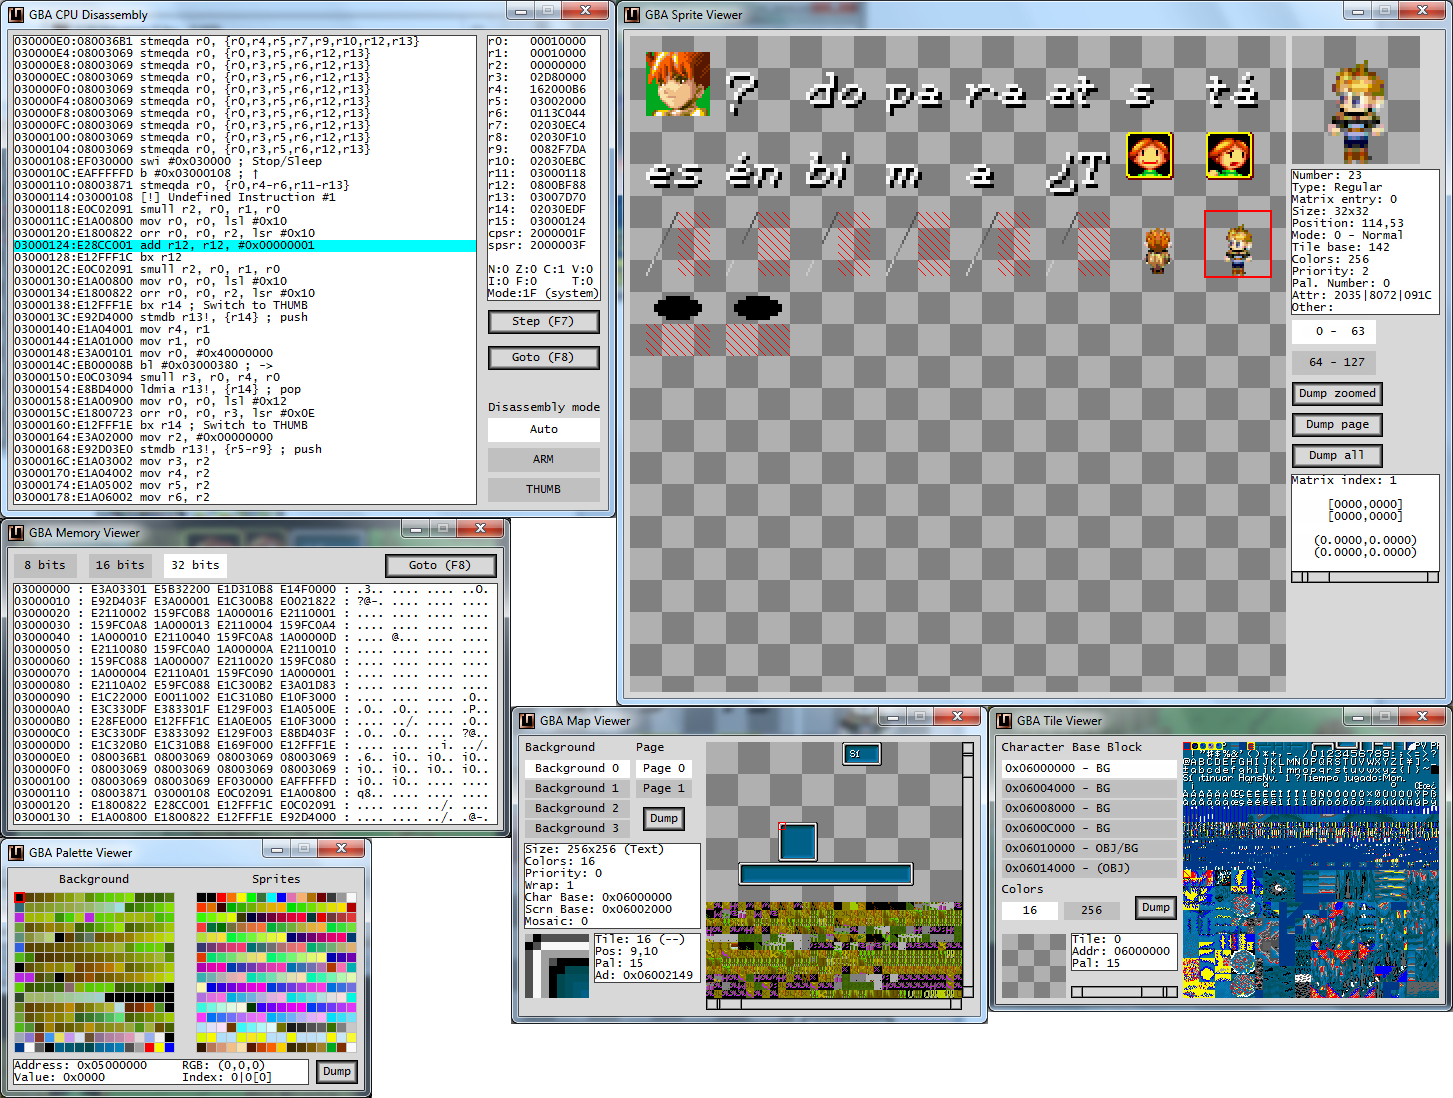 GBA CPU Disassembly
030000E0:080036B1 stmeqda r0, {r0,r4,r5,r7,r9,r10,r12,r13}
030000E4:08003069 stmeqda r0, {r0,r3,r5,r6,r12,r13}
030000E8:08003069 stmeqda r0, {r0,r3,r5,r6,r12,r13}
030000EC:08003069 stmeqda r0, {r0,r3,r5,r6,r12,r13}
030000F0:08003069 stmeqda r0, {r0,r3,r5,r6,r12,r13}
030000F4:08003069 stmeqda r0, {r0,r3,r5,r6,r12,r13}
030000F8:08003069 stmeqda r0, {r0,r3,r5,r6,r12,r13}
030000FC:08003069 stmeqda r0, {r0,r3,r5,r6,r12,r13}
03000100:08003069 stmeqda r0, {r0,r3,r5,r6,r12,r13}
03000104:08003069 stmeqda r0, {r0,r3,r5,r6,r12,r13}
03000108:EF030000 swi #0x030000 ; Stop/Sleep
0300010C:EAFFFFFD b #0x03000108 ; ↑
03000110:08003871 stmeqda r0, {r0,r4-r6,r11-r13}
03000114:03000108 [!] Undefined Instruction #1
03000118:E0C02091 smull r2, r0, r1, r0
0300011C:E1A00800 mov r0, r0, lsl #0x10
03000120:E1800822 orr r0, r0, r2, lsr #0x10
03000124:E28CC001 add r12, r12, #0x00000001
03000128:E12FFF1C bx r12
0300012C:E0C02091 smull r2, r0, r1, r0
03000130:E1A00800 mov r0, r0, lsl #0x10
03000134:E1800822 orr r0, r0, r2, lsr #0x10
03000138:E12FFF1E bx r14 ; Switch to THUMB
0300013C:E92D4000 stmdb r13!, {r14} ; push
03000140:E1A04001 mov r4, r1
03000144:E1A01000 mov r1, r0
03000148:E3A00101 mov r0, #0x40000000
0300014C:EB00008B bl #0x03000380 ; ->
03000150:E0C03094 smull r3, r0, r4, r0
03000154:E8BD4000 ldmia r13!, {r14} ; pop
03000158:E1A00900 mov r0, r0, lsl #0x12
0300015C:E1800723 orr r0, r0, r3, lsr #0x0E
03000160:E12FFF1E bx r14 ; Switch to THUMB
03000164:E3A02000 mov r2, #0x00000000
03000168:E92D03E0 stmdb r13!, {r5-r9} ; push
0300016C:E1A03002 mov r3, r2
03000170:E1A04002 mov r4, r2
03000174:E1A05002 mov r5, r2
03000178:E1A06002 mov r6, r2
r0: 00010000
r1: 00010000
r2: 00000000
r3: 02D80000
r4: 162000B6
r5: 03002000
r6: 0113C044
r7: 02030EC4
r8: 02030F10
r9: 0082F7DA
r10: 02030EBC
r11: 03000118
r12: 0800BF88
r13: 03007D70
r14: 02030EDF
r15: 03000124
cpsr: 2000001F
spsr: 2000003F
N:0 Z:0 C:1 V:0
I:0 F:0 T:0
Mode:1F (system)
Step (F7)
Goto (F8)
Disassembly mode
Auto
ARM
THUMB
GBA Sprite Viewer
? do pa ra at s tá
es én bi m e ¿T
Number: 23
Type: Regular
Matrix entry: 0
Size: 32x32
Position: 114,53
Mode: 0 - Normal
Tile base: 142
Colors: 256
Priority: 2
Pal. Number: 0
Attr: 2035|8072|091C
Other:
0 - 63
64 - 127
Dump zoomed
Dump page
Dump all
Matrix index: 1
[0000,0000]
[0000,0000]
(0.0000,0.0000)
(0.0000,0.0000)
GBA Memory Viewer
8 bits 16 bits 32 bits Goto (F8)
03000000 : E3A03301 E5B32200 E1D310B8 E14F0000 : .3.. .... .... ..O.
03000010 : E92D403F E3A00001 E1C300B8 E0021822 : ?@-. .... .... ....
03000020 : E2110002 159FC0B8 1A000016 E2110001 : .... .... .... ....
03000030 : 159FC0A8 1A000013 E2110004 159FC0A4 : .... .... .... ....
03000040 : 1A000010 E2110040 159FC0A8 1A00000D : .... @... .... ....
03000050 : E2110080 159FC0A0 1A00000A E2110010 : .... .... .... ....
03000060 : 159FC088 1A000007 E2110020 159FC080 : .... .... .... ....
03000070 : 1A000004 E2110A01 159FC090 1A000001 : .... .... .... ....
03000080 : E2110A02 E59FC088 E1C300B2 E3A01D83 : .... .... .... ....
03000090 : E1C22000 E0011002 E1C310B0 E10F3000 : .... .... .... .0..
030000A0 : E3C330DF E383301F E129F003 E1A0500E : .0.. .0.. .... .P..
030000B0 : E28FE000 E12FFF1C E1A0E505 E10F3000 : .... ../. .... .0..
030000C0 : E3C330DF E3833092 E129F003 E8BD403F : .0.. .0.. .... ?@..
030000D0 : E1C320B0 E1C310B8 E169F000 E12FFF1E : .... .... ..i. ../.
030000E0 : 080036B1 08003069 08003069 08003069 : .6.. i0.. i0.. i0..
030000F0 : 08003069 08003069 08003069 08003069 : i0.. i0.. i0.. i0..
03000100 : 08003069 08003069 EF030000 EAFFFFFD : i0.. i0.. .... ....
03000110 : 08003871 03000108 E0C02091 E1A00800 : q8.. .... .... ....
03000120 : E1800822 E28CC001 E12FFF1C E0C02091 : .... .... ../. ....
03000130 : E1A00800 E1800822 E12FFF1E E92D4000 : .... .... ../. .@-.
GBA Palette Viewer
Background Sprites
Address: 0x05000000 RGB: (0,0,0)
Value: 0x0000 Index: 0|0[0]
Dump
GBA Map Viewer
Background Page
Background 0 Page 0
Background 1 Page 1
Background 2
Background 3
Dump
Size: 256x256 (Text)
Colors: 16
Priority: 0
Wrap: 1
Char Base: 0x06000000
Scrn Base: 0x06002000
Mosaic: 0
Tile: 16 (--)
Pos: 9,10
Pal: 15
Ad: 0x06002149
Sí
GBA Tile Viewer
Character Base Block
0x06000000 - BG
0x06004000 - BG
0x06008000 - BG
0x0600C000 - BG
0x06010000 - OBJ/BG
0x06014000 - (OBJ)
Colors
16 256 Dump
Tile: 0
Addr: 06000000
Pal: 15